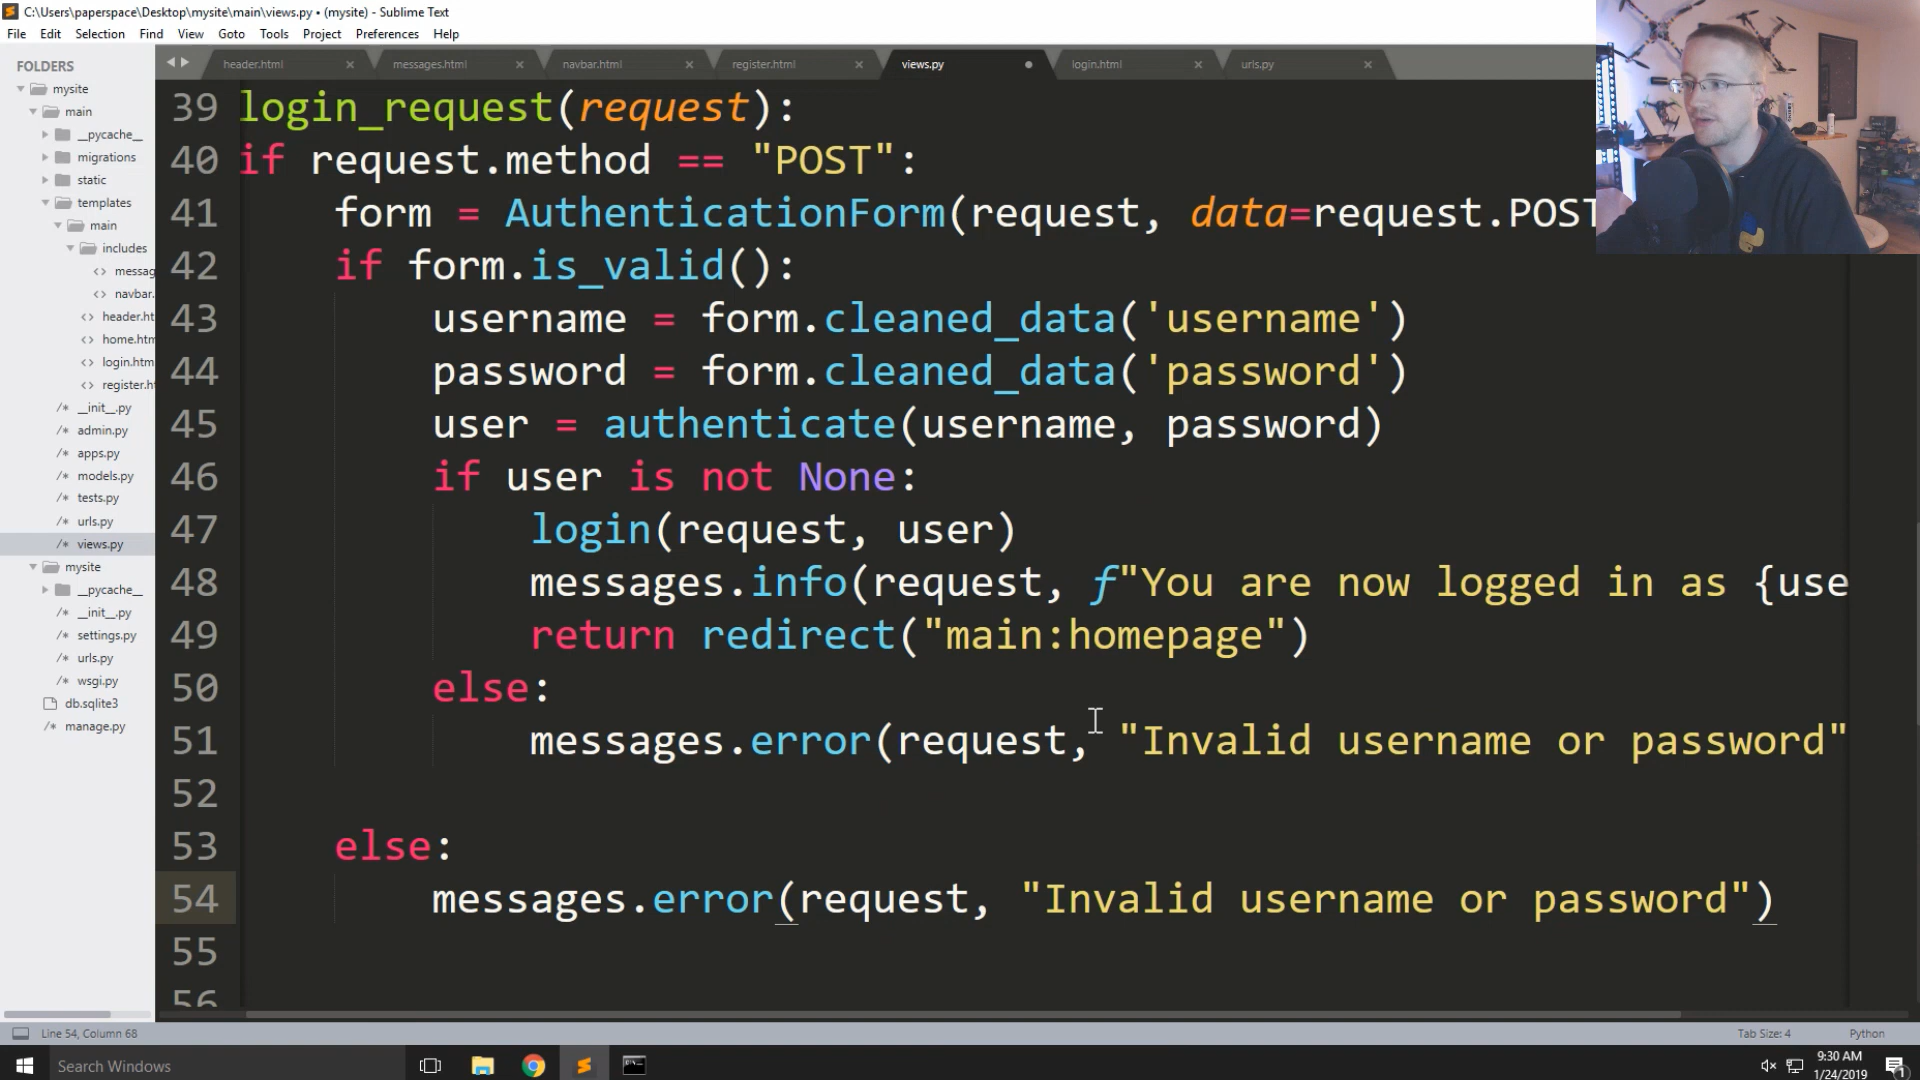 C:\Users\paperspace\Desktop\mysite\main\views.py • (mysite) - Sublime Text
File Edit Selection Find View Goto Tools Project Preferences Help
FOLDERS
mysite
main
__pycache__
migrations
static
templates
main
includes
messag
navbar.
header.ht
home.htm
login.htm
register.h
__init__.py
admin.py
apps.py
models.py
tests.py
urls.py
views.py
mysite
__pycache__
__init__.py
settings.py
urls.py
wsgi.py
db.sqlite3
manage.py
header.html messages.html navbar.html register.html views.py login.html urls.py
39 login_request(request):
40 if request.method == "POST":
41 form = AuthenticationForm(request, data=request.POST
42 if form.is_valid():
43 username = form.cleaned_data('username')
44 password = form.cleaned_data('password')
45 user = authenticate(username, password)
46 if user is not None:
47 login(request, user)
48 messages.info(request, f"You are now logged in as {use
49 return redirect("main:homepage")
50 else:
51 messages.error(request, "Invalid username or password"
52
53 else:
54 messages.error(request, "Invalid username or password")
55
56
Line 54, Column 68
Tab Size: 4 Python
Search Windows
9:30 AM
1/24/2019
1